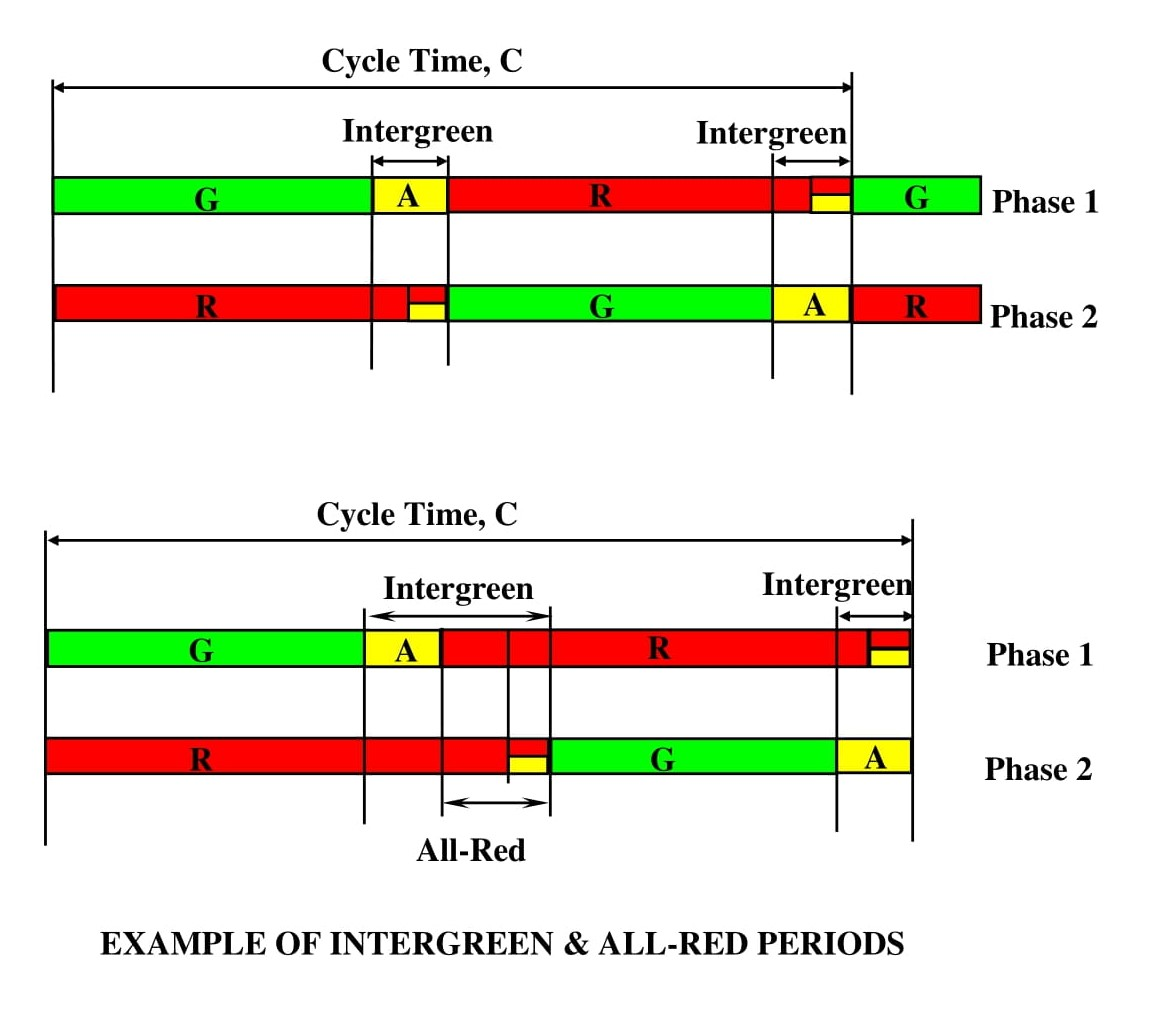 Cycle Time, C
Intergreen Intergreen
G A R G Phase 1
R G A R Phase 2
Cycle Time, C
Intergreen Intergreen
G A R Phase 1
R G A Phase 2
All-Red
EXAMPLE OF INTERGREEN & ALL-RED PERIODS